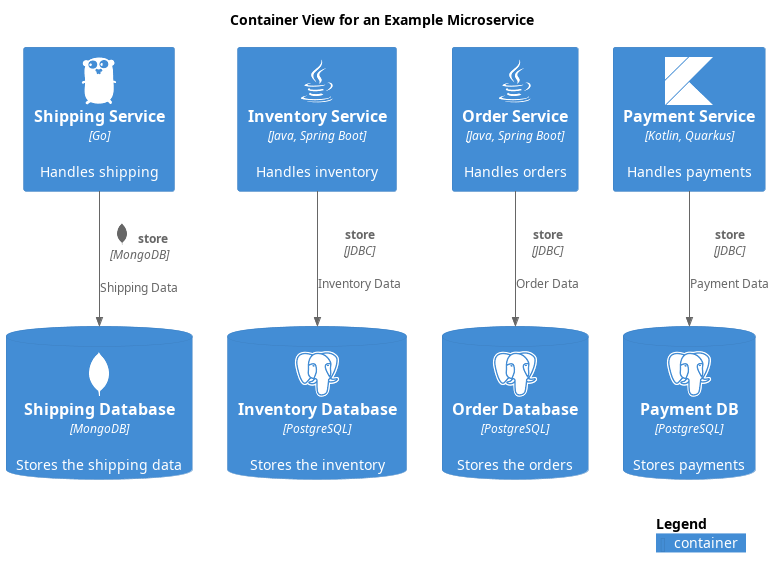 Container View for an Example Microservice
Shipping Service
[Go]
Handles shipping
Inventory Service
[Java, Spring Boot]
Handles inventory
Order Service
[Java, Spring Boot]
Handles orders
Payment Service
[Kotlin, Quarkus]
Handles payments
store
[MongoDB]
Shipping Data
store
[JDBC]
Inventory Data
store
[JDBC]
Order Data
store
[JDBC]
Payment Data
Shipping Database
[MongoDB]
Stores the shipping data
Inventory Database
[PostgreSQL]
Stores the inventory
Order Database
[PostgreSQL]
Stores the orders
Payment DB
[PostgreSQL]
Stores payments
Legend
container